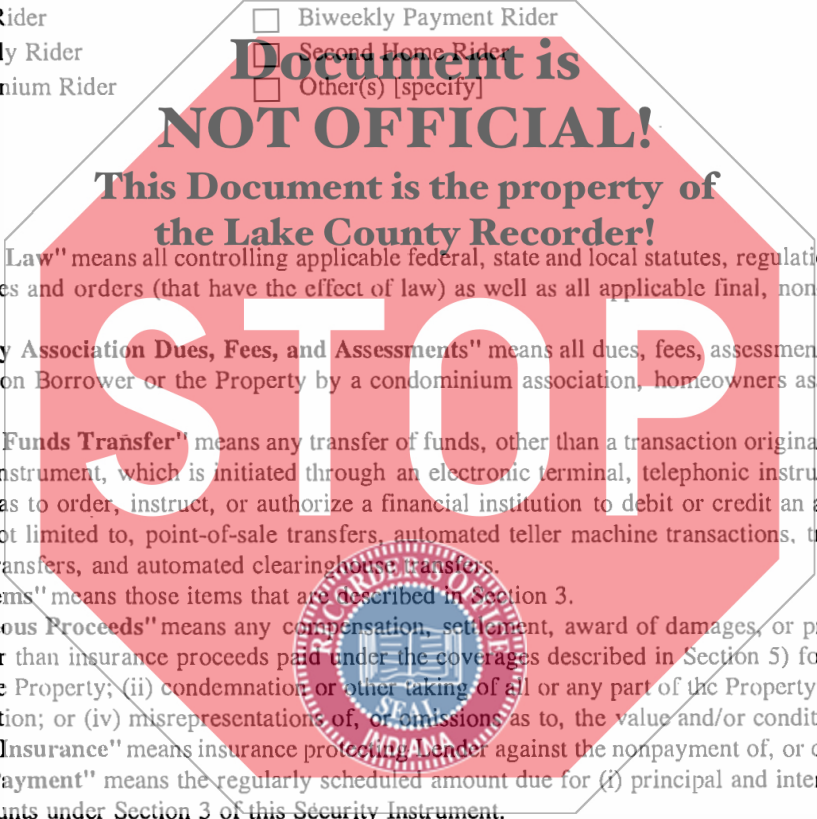 Rider ☐ Biweekly Payment Rider
ly Rider ☐ Second Home Rider
nium Rider ☐ Other(s) [specify]
Document is
NOT OFFICIAL!
This Document is the property of
the Lake County Recorder!
Law" means all controlling applicable federal, state and local statutes, regulati
es and orders (that have the effect of law) as well as all applicable final, non
y Association Dues, Fees, and Assessments" means all dues, fees, assessmen
on Borrower or the Property by a condominium association, homeowners as
STOP
Funds Transfer" means any transfer of funds, other than a transaction origina
nstrument, which is initiated through an electronic terminal, telephonic instru
as to order, instruct, or authorize a financial institution to debit or credit an a
ot limited to, point-of-sale transfers, automated teller machine transactions, t
ansfers, and automated clearinghouse transfers.
ems" means those items that are described in Section 3.
ous Proceeds" means any compensation, settlement, award of damages, or p
r than insurance proceeds paid under the coverages described in Section 5) fo
e Property; (ii) condemnation or other taking of all or any part of the Property
tion; or (iv) misrepresentations of, or omissions as to, the value and/or condit
Insurance" means insurance protecting Lender against the nonpayment of, or d
ayment" means the regularly scheduled amount due for (i) principal and inte
unts under Section 3 of this Security Instrument.
RECORDER'S OFFICE
SEAL
INDIANA